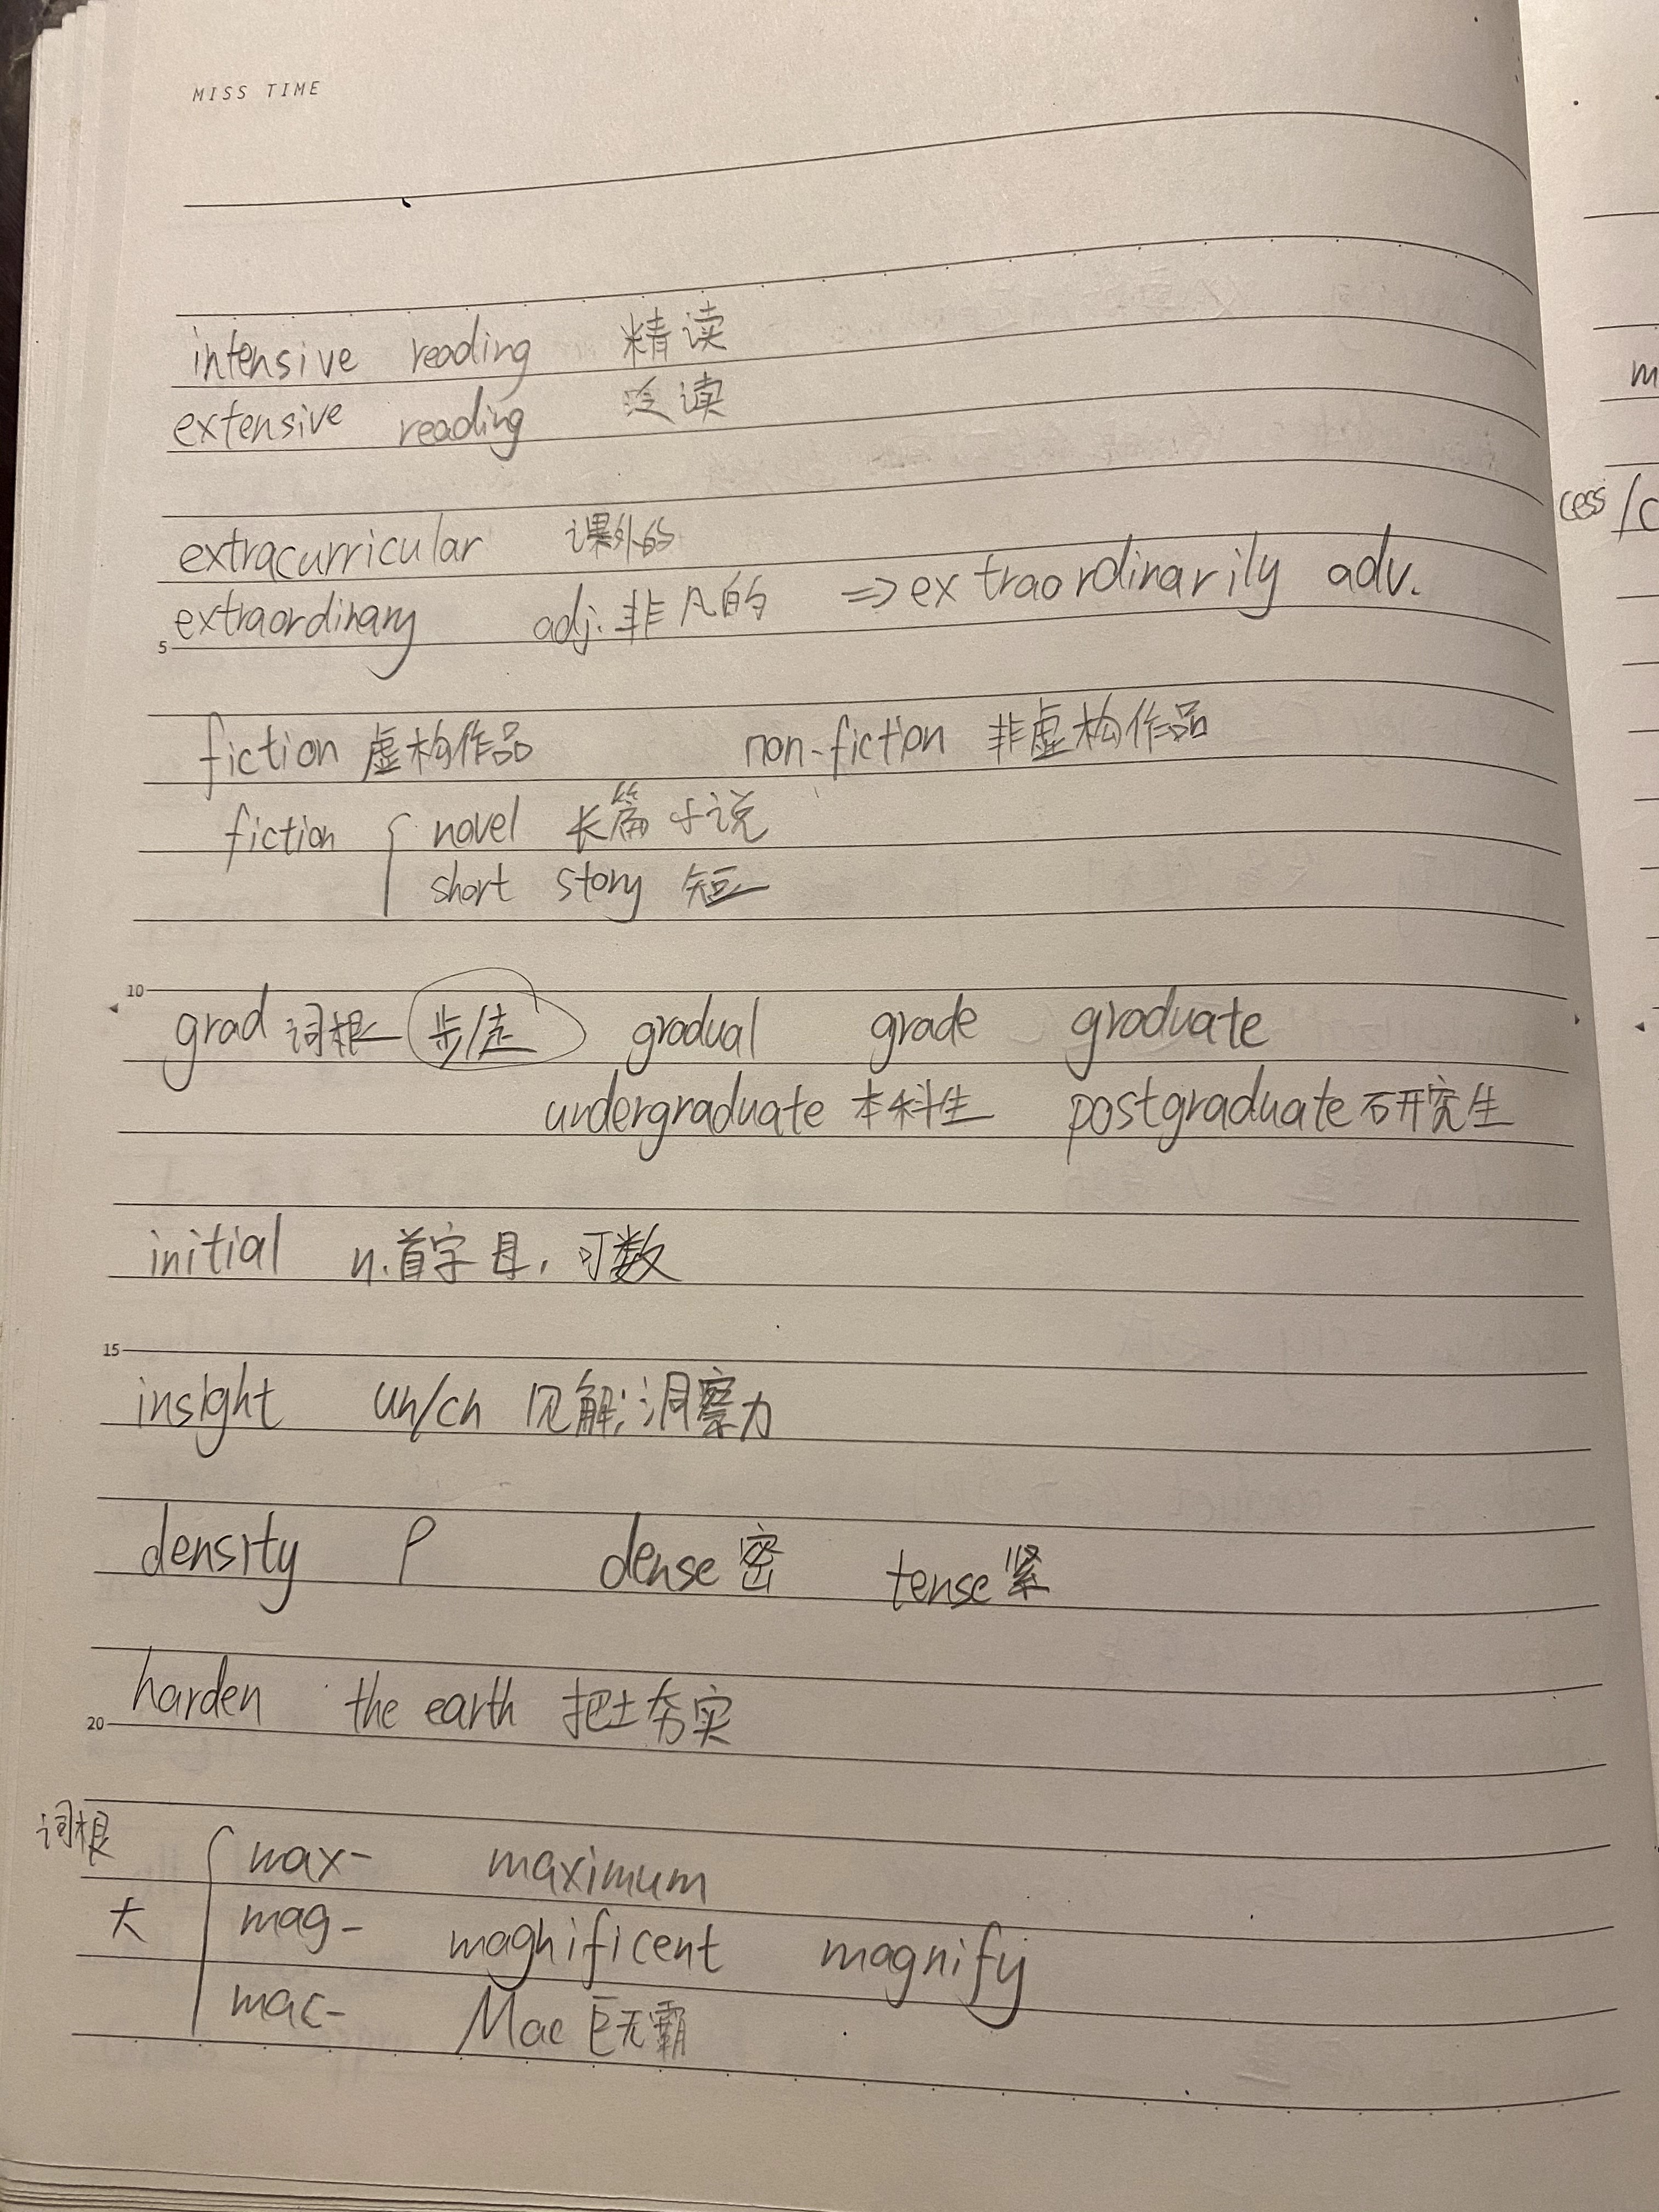 MISS TIME
intensive reading 精读
extensive reading 泛读
extracurricular 课外的
5 extraordinary adj. 非凡的 => extraordinarily adv.
fiction 虚构作品 non-fiction 非虚构作品
fiction { novel 长篇小说
short story 短
10 grad 词根 步/走 gradual grade graduate
undergraduate 本科生 postgraduate 研究生
initial n. 首字母, 可数
15 insight un/cn 见解; 洞察力
density ρ dense 密 tense 紧
20 harden the earth 把土夯实
词根 { max- maximum
大 mag- magnificent magnify
mac- Mac 巨无霸